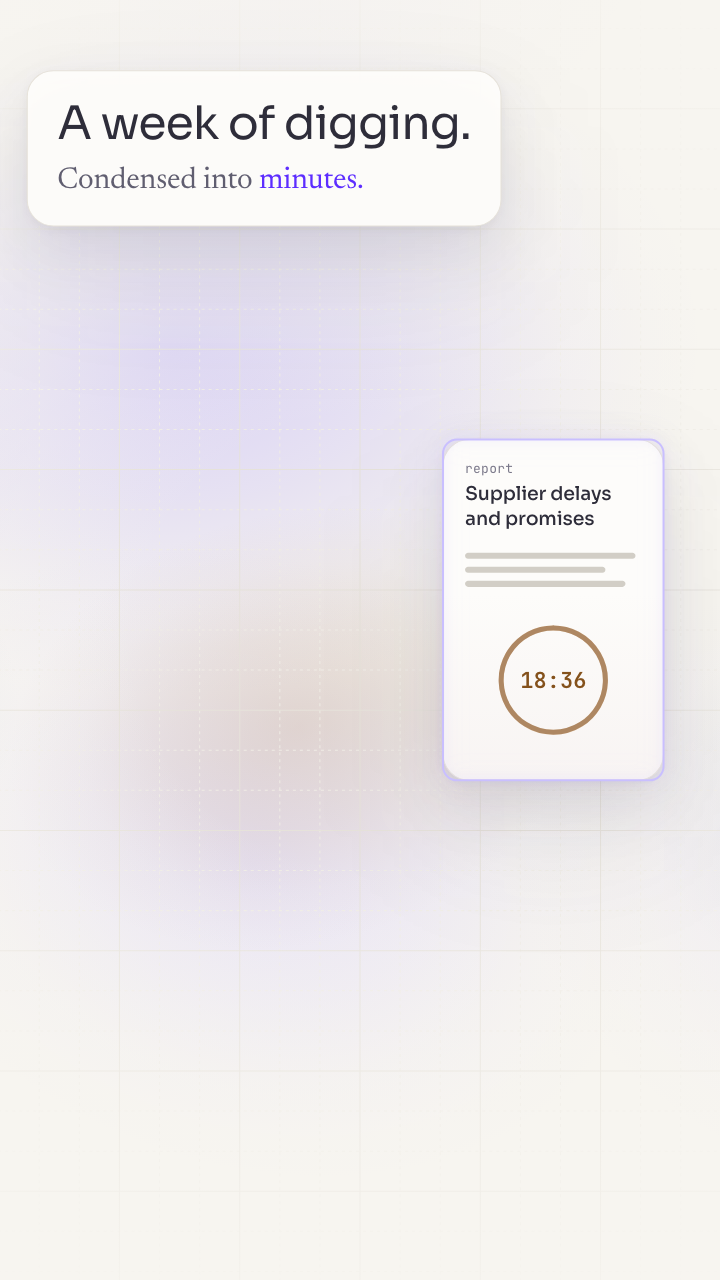 A week of digging.
Condensed into minutes.
report
Supplier delays
and promises
18:36